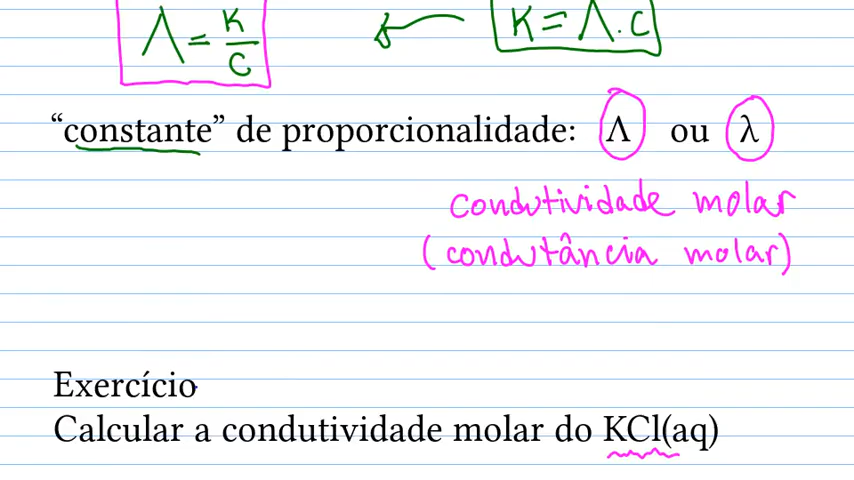 Λ = K/C K = Λ.C
“constante” de proporcionalidade: Λ ou λ
condutividade molar
(condutância molar)
Exercício
Calcular a condutividade molar do KCl(aq)